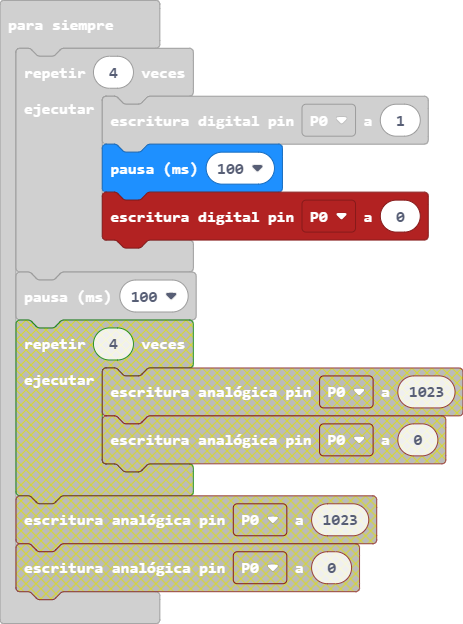 para siempre
repetir 4 veces
ejecutar
escritura digital pin P0 a 1
pausa (ms) 100
escritura digital pin P0 a 0
pausa (ms) 100
repetir 4 veces
ejecutar
escritura analógica pin P0 a 1023
escritura analógica pin P0 a 0
escritura analógica pin P0 a 1023
escritura analógica pin P0 a 0